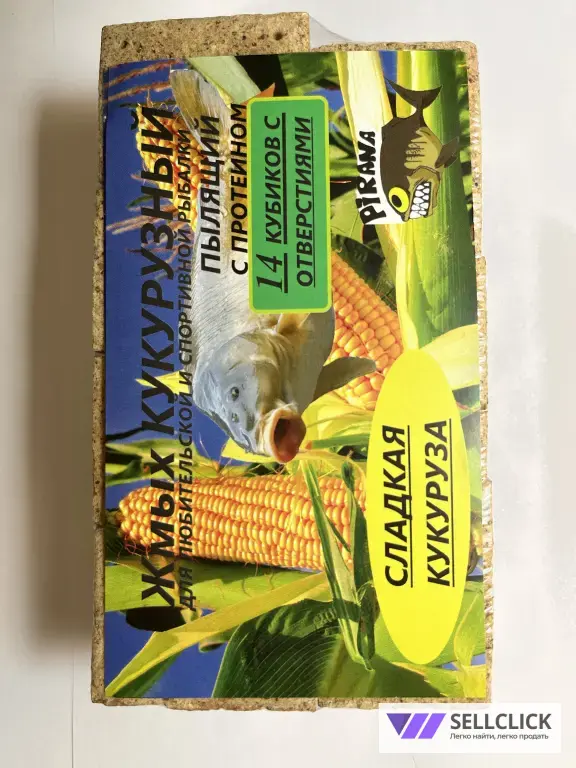 Жмых КУКУРУЗНЫЙ
ДЛЯ ЛЮБИТЕЛЬСКОЙ И СПОРТИВНОЙ РЫБАЛКИ
ПЫЛЯЩИЙ
С ПРОТЕИНОМ
14 КУБИКОВ С
ОТВЕРСТИЯМИ
PIRANA
СЛАДКАЯ
КУКУРУЗА
SELLCLICK
Легко найти, легко продать